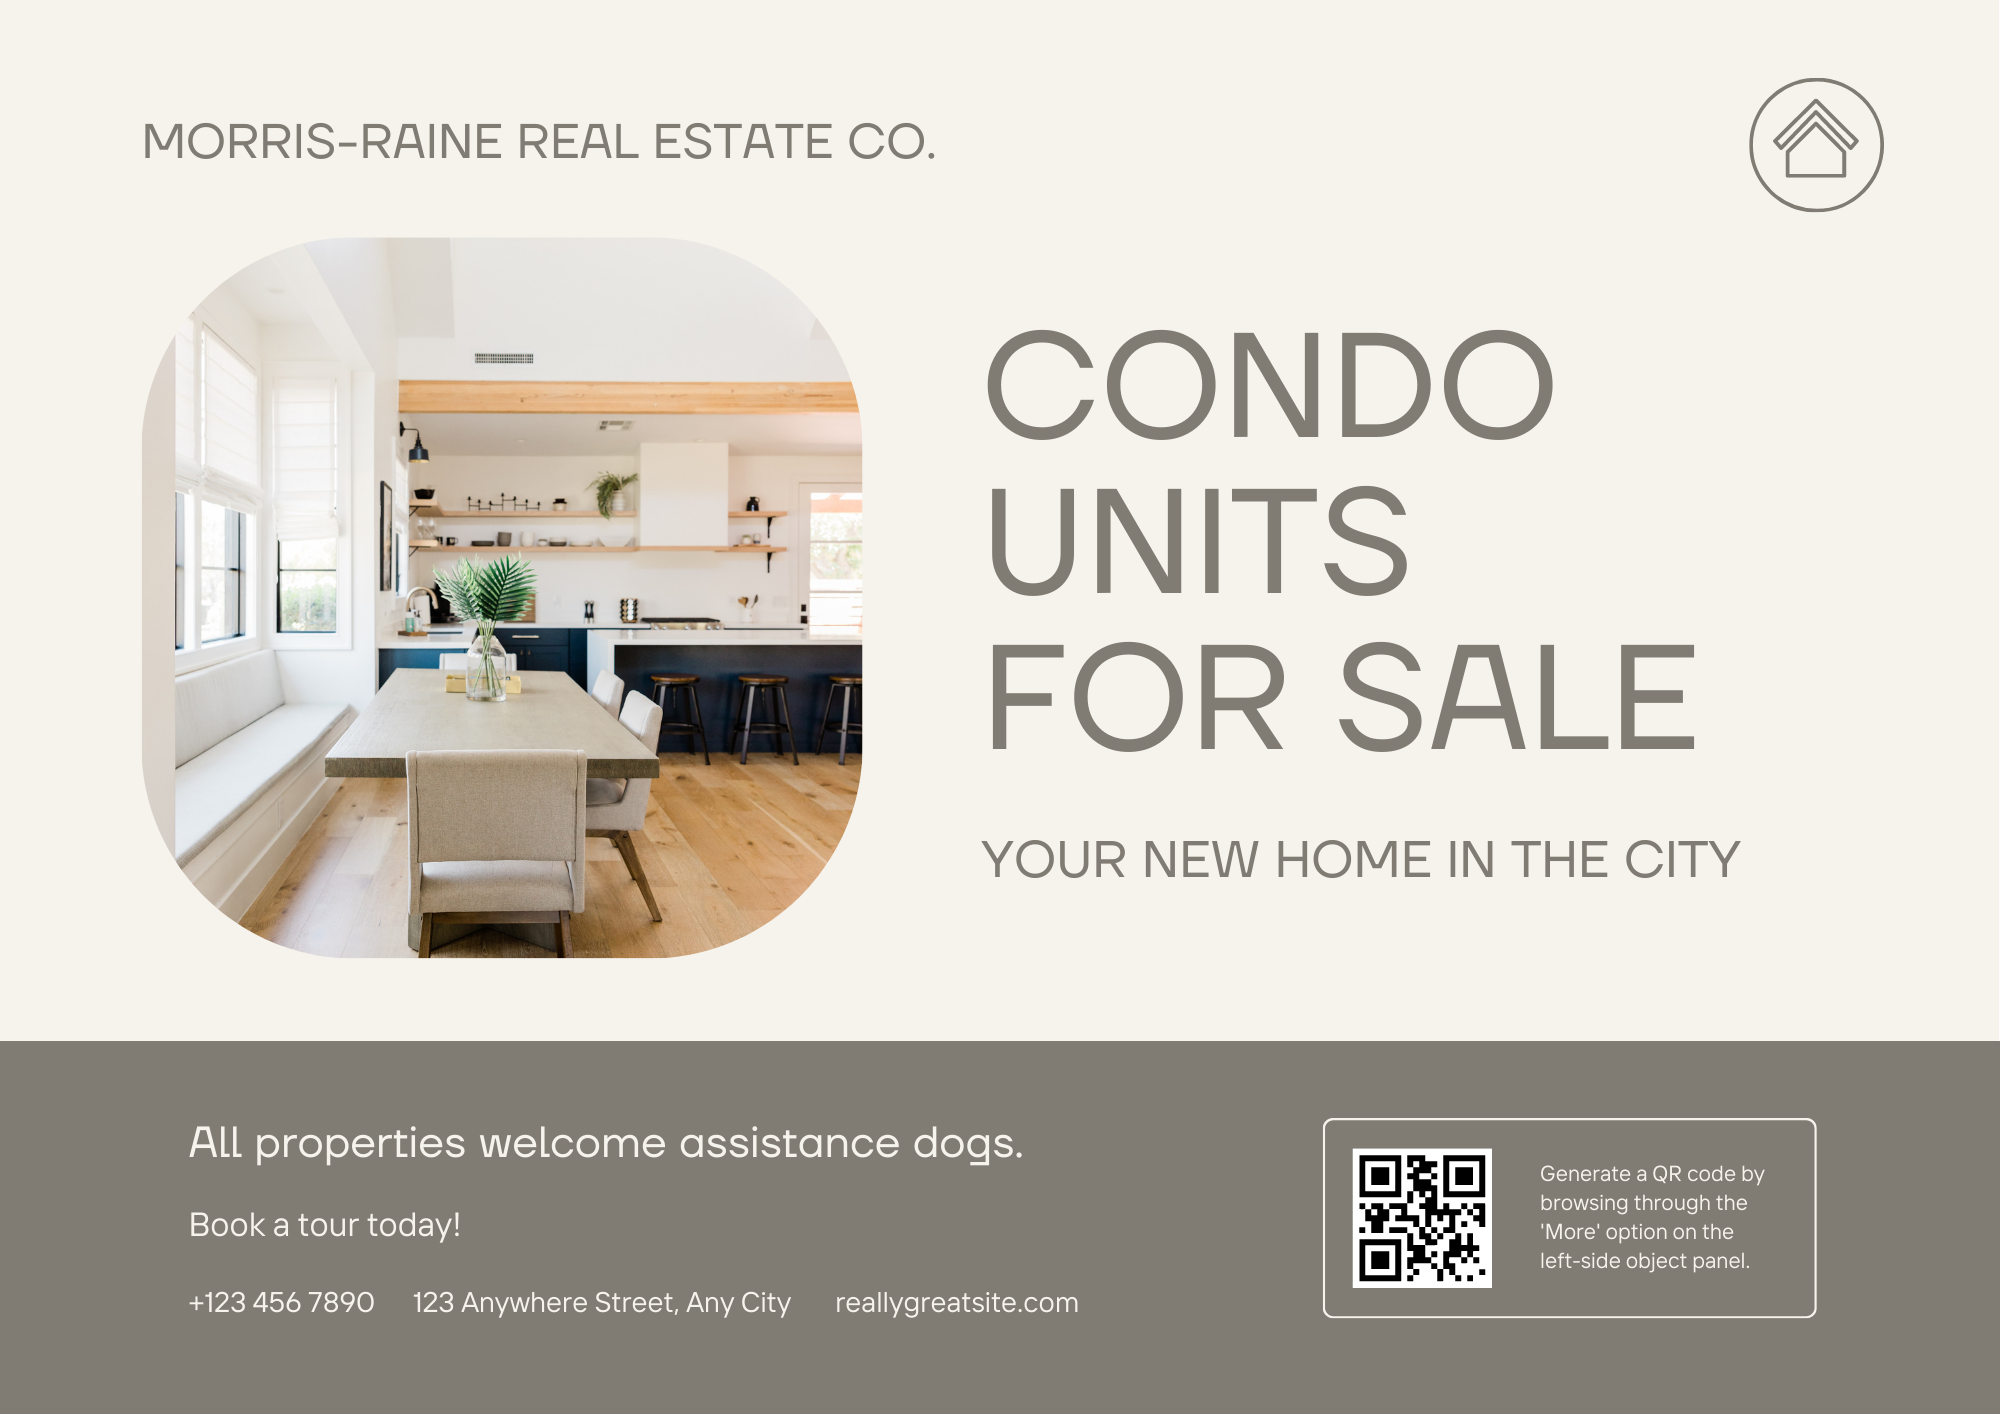 MORRIS-RAINE REAL ESTATE CO.
CONDO
UNITS
FOR SALE
YOUR NEW HOME IN THE CITY
All properties welcome assistance dogs.
Book a tour today!
+123 456 7890 123 Anywhere Street, Any City reallygreatsite.com
Generate a QR code by
browsing through the
'More' option on the
left-side object panel.